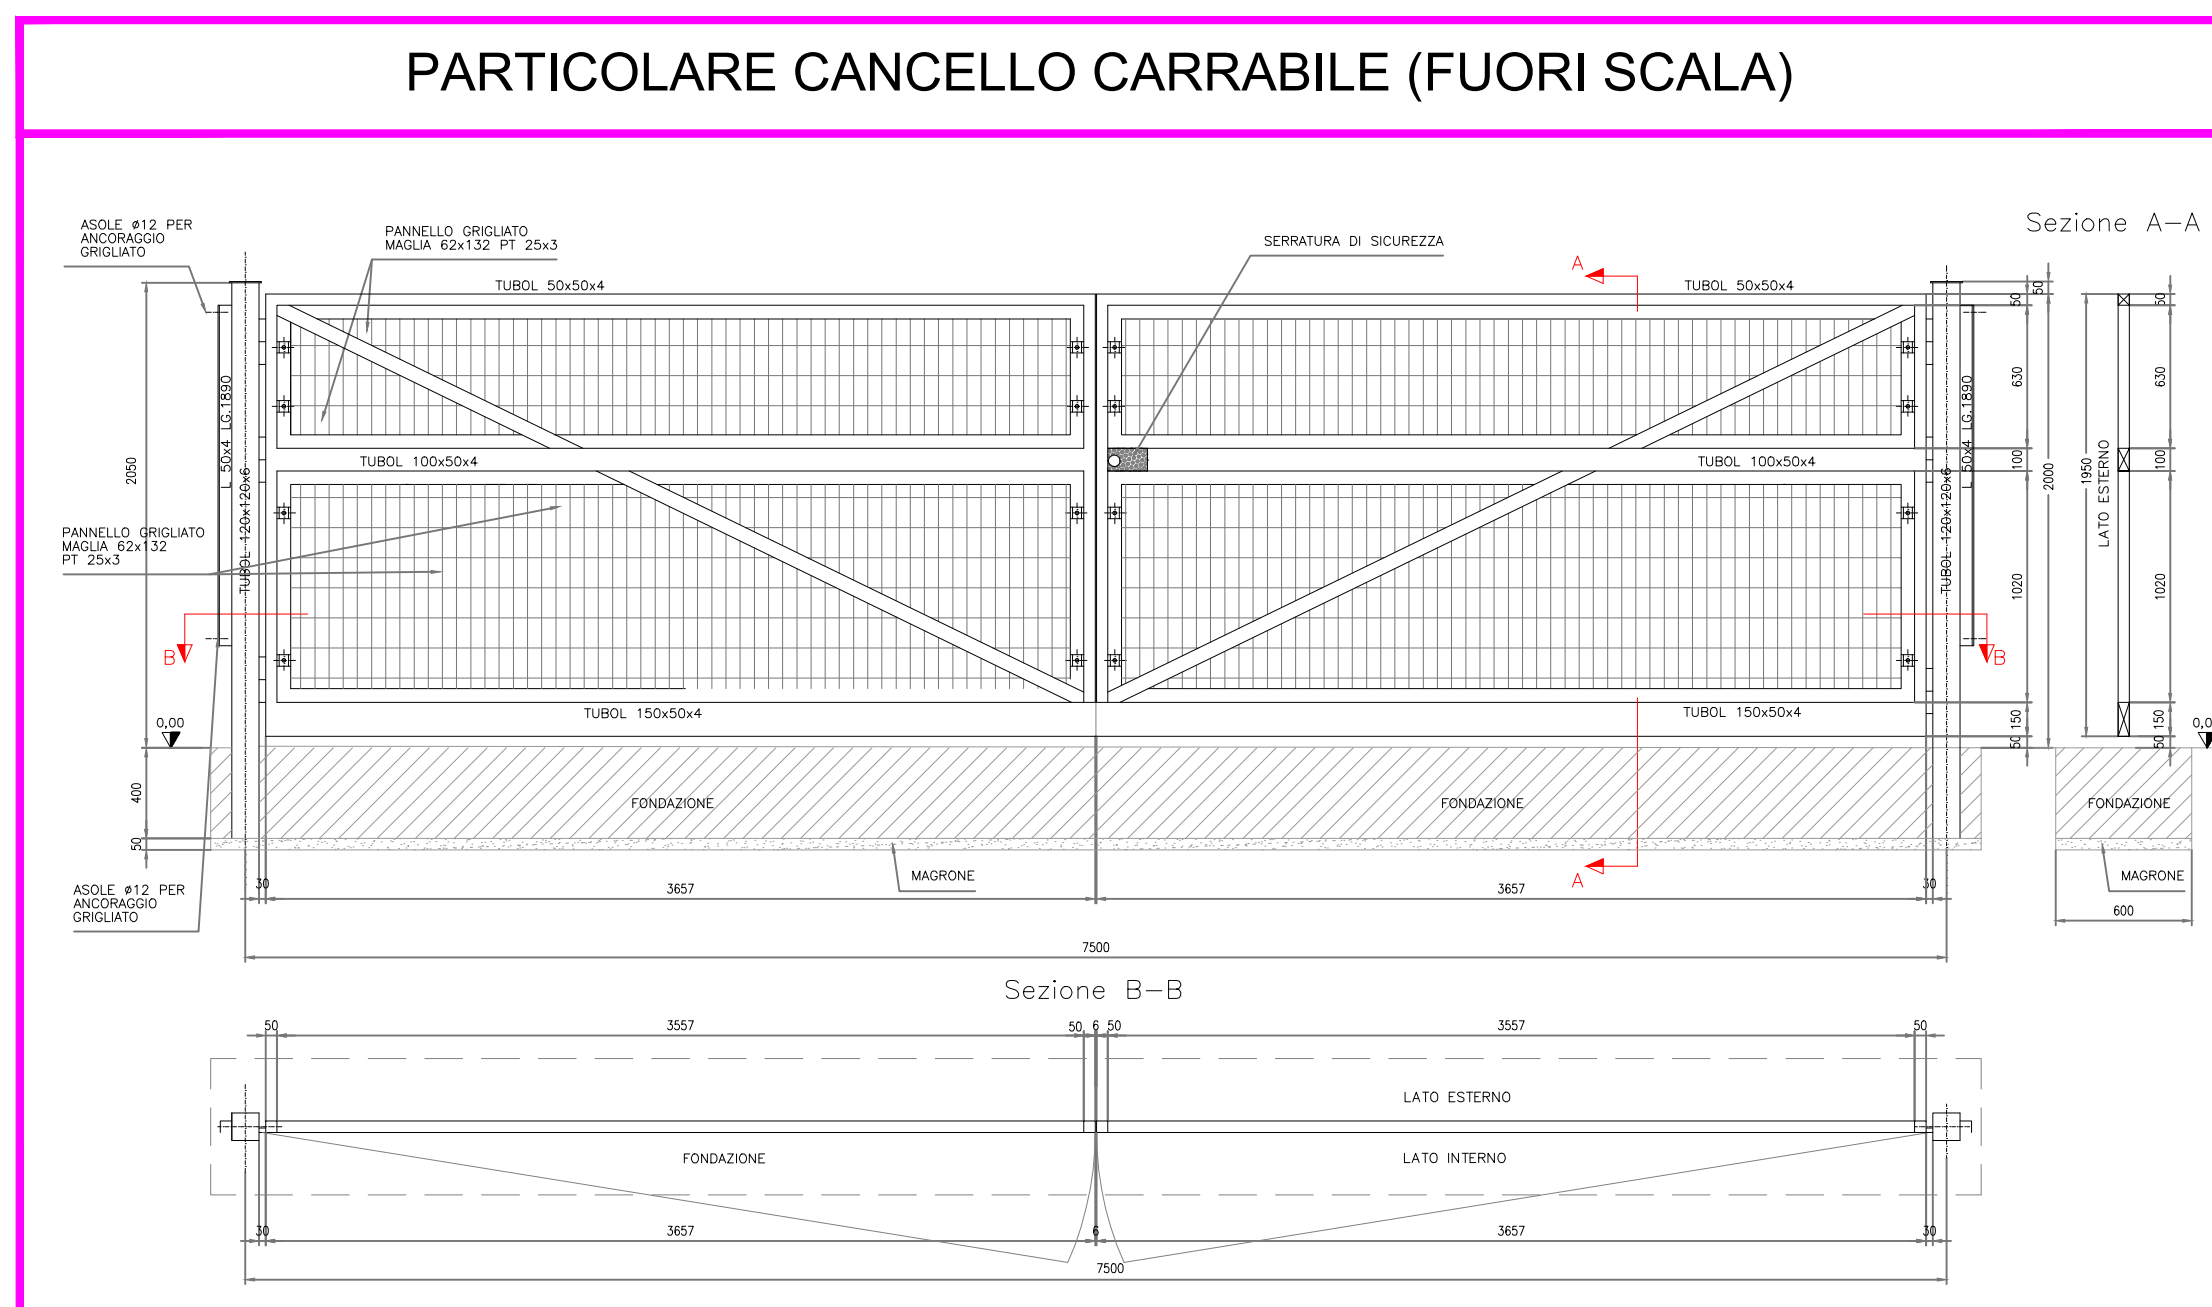 PARTICOLARE CANCELLO CARRABILE (FUORI SCALA)
Sezione A-A
ASOLE ø12 PER
ANCORAGGIO
GRIGLIATO
PANNELLO GRIGLIATO
MAGLIA 62x132 PT 25x3
SERRATURA DI SICUREZZA
A
TUBOL 50x50x4
TUBOL 50x50x4
50
50
50
L 50x4 LG.1890
L 50x4 LG.1890
630
630
TUBOL 100x50x4
TUBOL 100x50x4
100
100
2050
2000
1950
LATO ESTERNO
TUBOL 120x120x6
TUBOL 120x120x6
PANNELLO GRIGLIATO
MAGLIA 62x132
PT 25x3
1020
1020
B
B
TUBOL 150x50x4
TUBOL 150x50x4
0,00
150
150
0,0
50
50
400
FONDAZIONE
FONDAZIONE
FONDAZIONE
50
MAGRONE
A
MAGRONE
ASOLE ø12 PER
ANCORAGGIO
GRIGLIATO
30
3657
3657
30
600
7500
Sezione B-B
50
3557
50
6
50
3557
50
LATO ESTERNO
FONDAZIONE
LATO INTERNO
30
3657
6
3657
30
7500